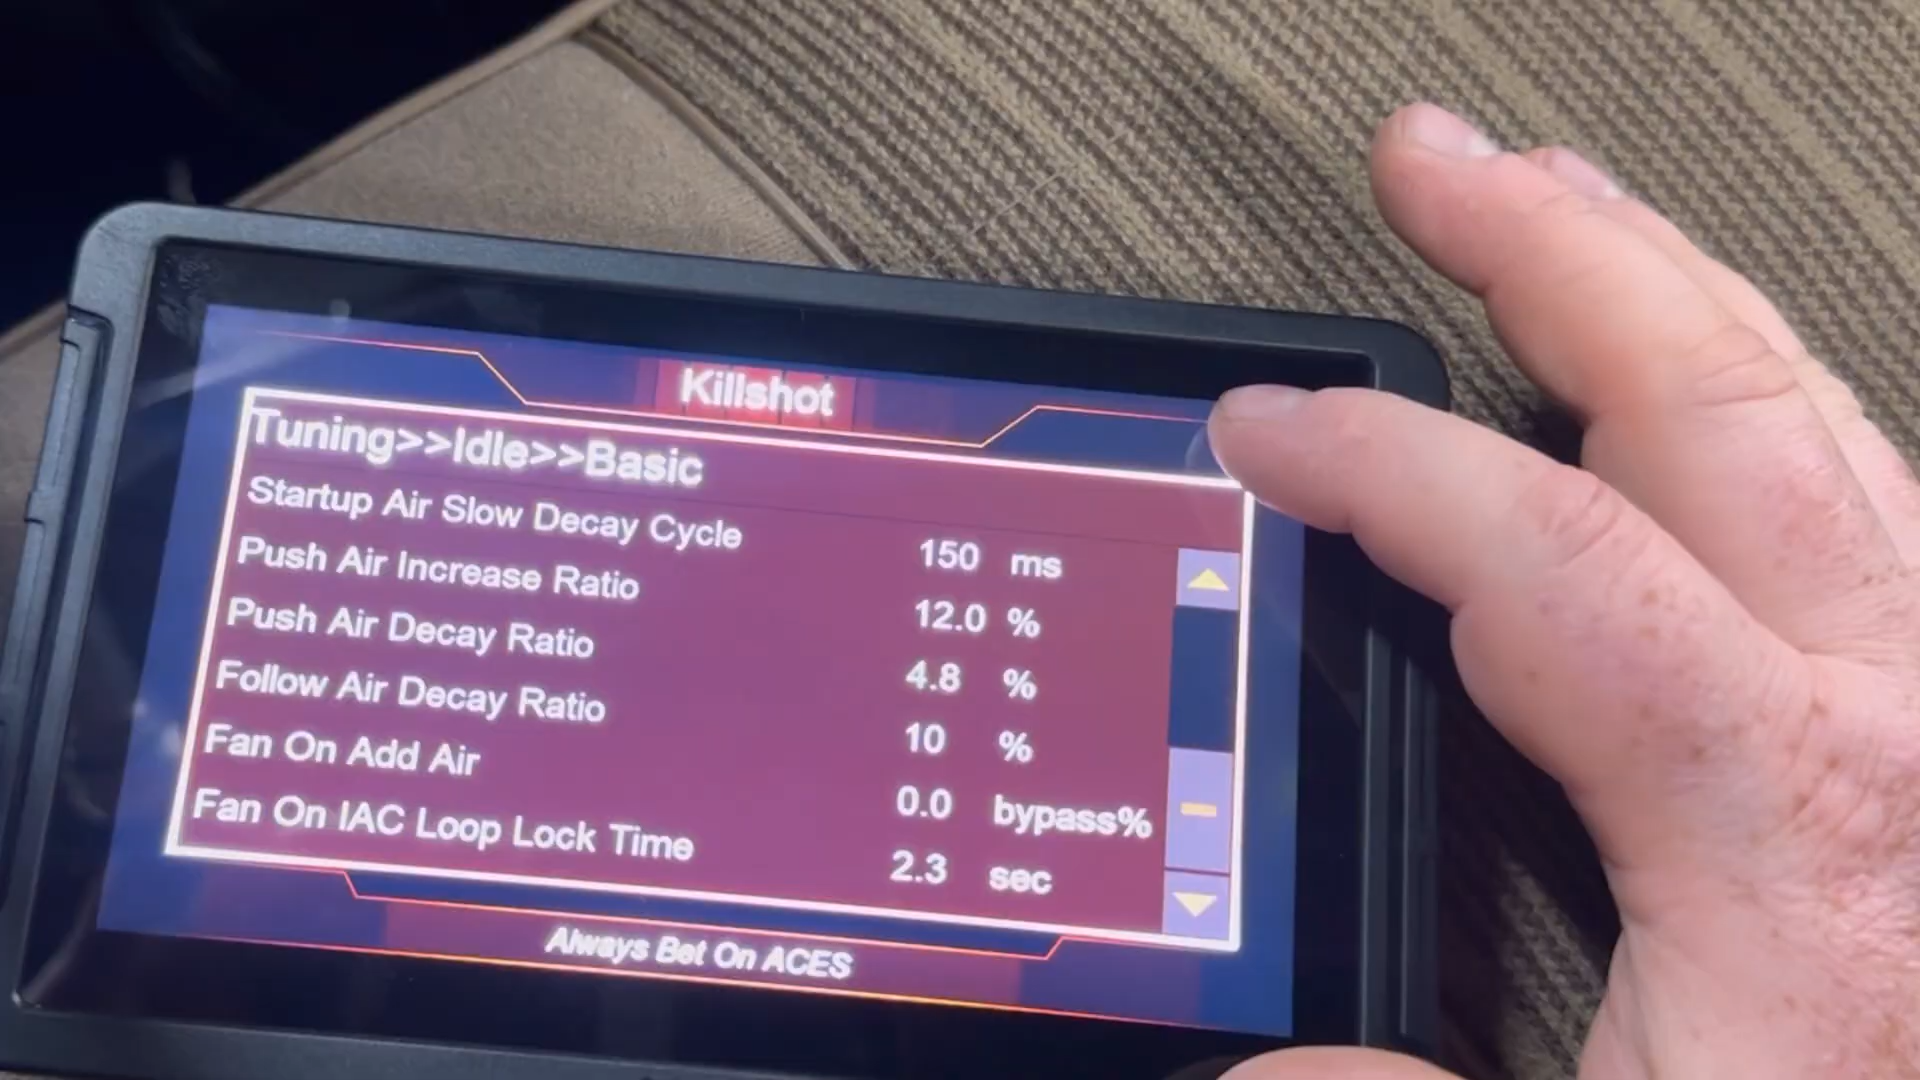 Killshot
Tuning>>Idle>>Basic
Startup Air Slow Decay Cycle 150 ms
Push Air Increase Ratio 12.0 %
Push Air Decay Ratio 4.8 %
Follow Air Decay Ratio 10 %
Fan On Add Air 0.0 bypass%
Fan On IAC Loop Lock Time 2.3 sec
Always Bet On ACES